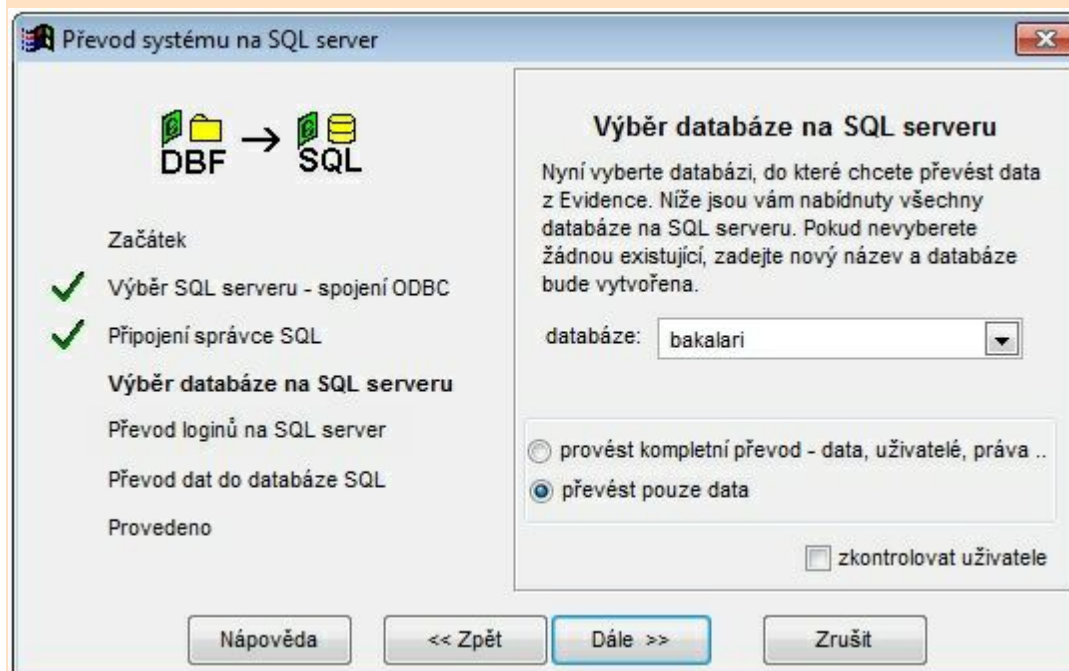 Převod systému na SQL server
DBF → SQL
Začátek
Výběr SQL serveru - spojení ODBC
Připojení správce SQL
Výběr databáze na SQL serveru
Převod loginů na SQL server
Převod dat do databáze SQL
Provedeno
Výběr databáze na SQL serveru
Nyní vyberte databázi, do které chcete převést data
z Evidence. Níže jsou vám nabídnuty všechny
databáze na SQL serveru. Pokud nevyberete
žádnou existující, zadejte nový název a databáze
bude vytvořena.
databáze: bakalari
provést kompletní převod - data, uživatelé, práva ..
převést pouze data
zkontrolovat uživatele
Nápověda << Zpět Dále >> Zrušit